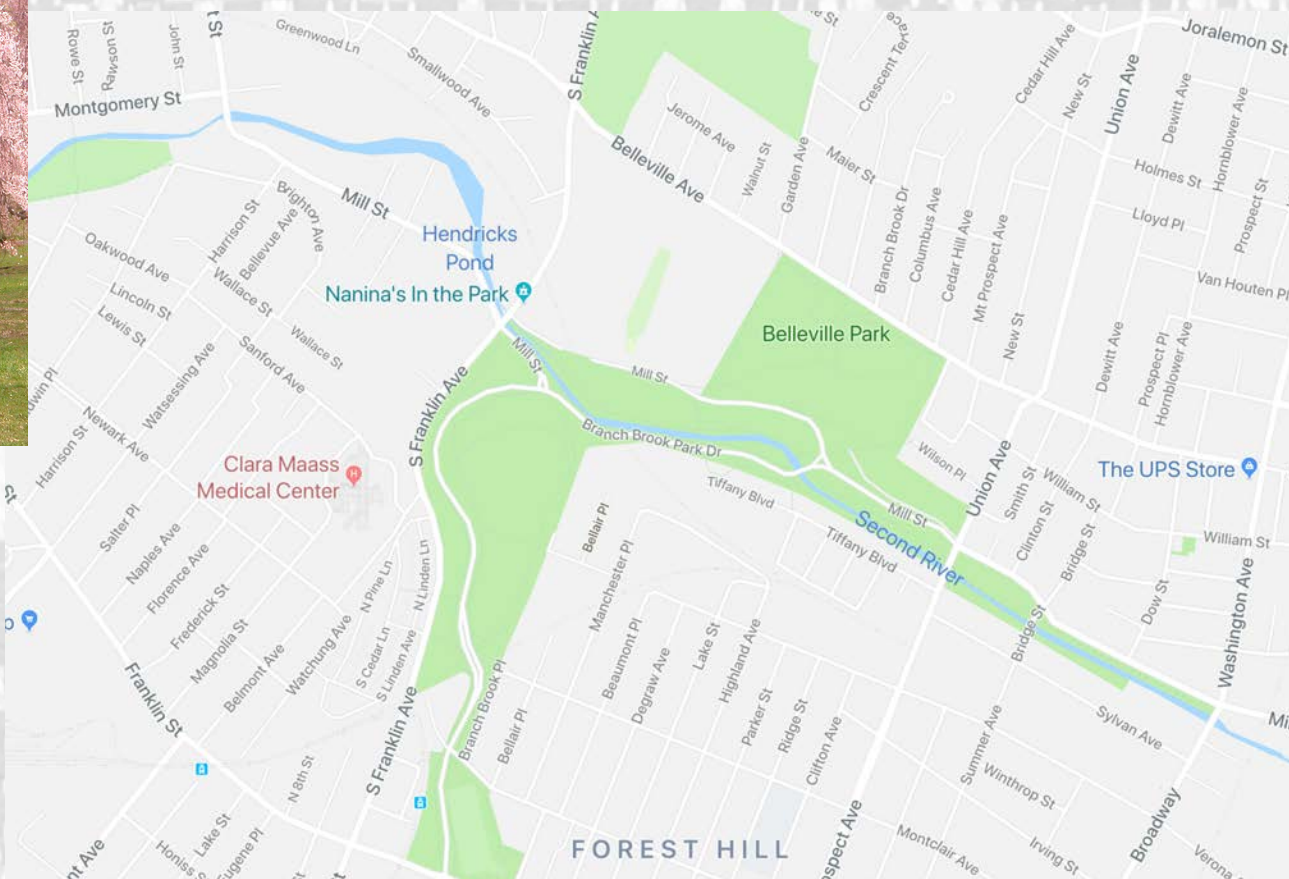 Rowe St
Rawson St
John St
Greenwood Ln
Smallwood Ave
Montgomery St
Mill St
Brighton Ave
Harrison St
Bellevue Ave
Oakwood Ave
Lincoln St
Lewis St
Wallace St
Wallace St
Sanford Ave
Watsessing Ave
Newark Ave
Harrison St
Hendricks
Pond
Nanina's In the Park
Jerome Ave
Walnut St
Garden Ave
Belleville Ave
Maier St
Cedar Hill Ave
New St
Union Ave
Joralemon St
Dewitt Ave
Hornblower Ave
Holmes St
Lloyd Pl
Prospect St
Van Houten Pl
Branch Brook Dr
Columbus Ave
Cedar Hill Ave
Mt Prospect Ave
New St
Dewitt Ave
Prospect Pl
Hornblower Ave
Belleville Park
Mill St
Mill St
S Franklin Ave
Branch Brook Park Dr
Clara Maass
Medical Center
Salter Pl
Naples Ave
Florence Ave
Frederick St
Magnolia St
Belmont Ave
Watchung Ave
N Pine Ln
S Cedar Ln
N Linden Ln
S Linden Ave
S Franklin Ave
Franklin St
N 8th St
Lake St
Bellair Pl
Manchester Pl
Tiffany Blvd
Tiffany Blvd
Second River
Mill St
Wilson Pl
Union Ave
Smith St
William St
Clinton St
Bridge St
The UPS Store
William St
Dow St
Washington Ave
Bridge St
Beaumont Pl
Degraw Ave
Lake St
Highland Ave
Parker St
Ridge St
Clifton Ave
Branch Brook Pl
Bellair Pl
Summer Ave
Sylvan Ave
Winthrop St
Irving St
Montclair Ave
Broadway
Verona
FOREST HILL